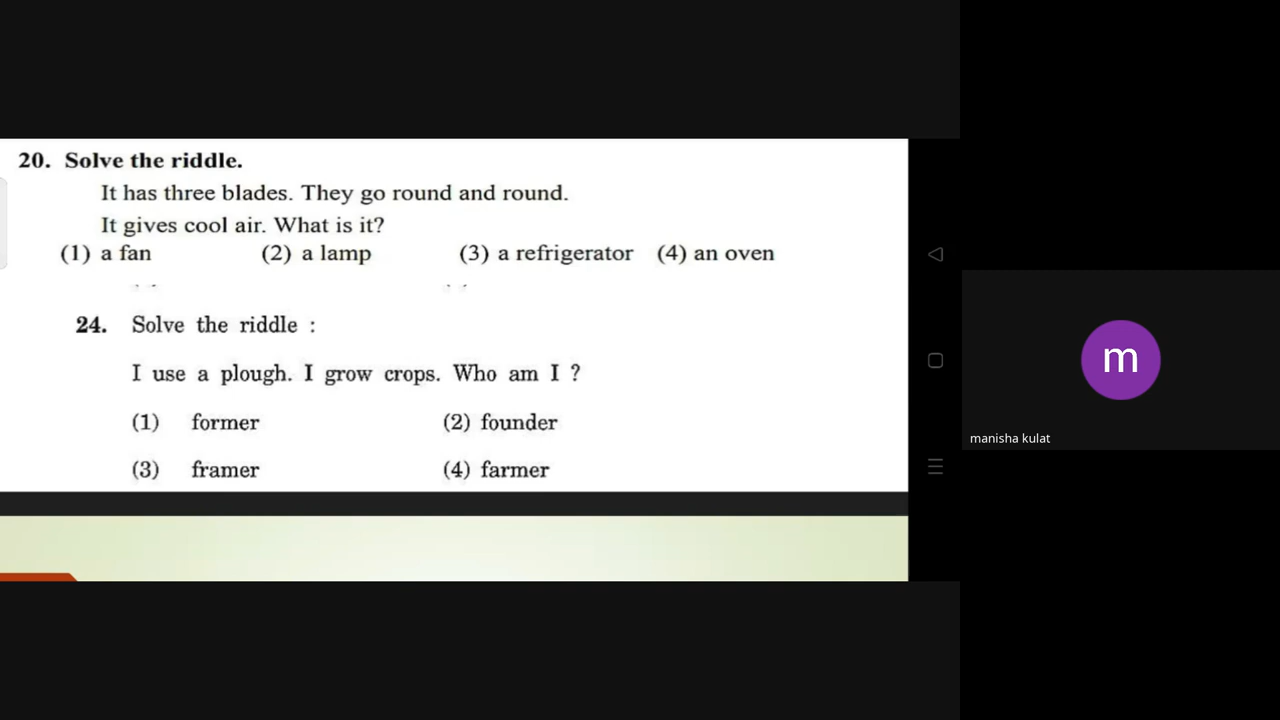 20. Solve the riddle.
It has three blades. They go round and round.
It gives cool air. What is it?
(1) a fan (2) a lamp (3) a refrigerator (4) an oven
24. Solve the riddle :
I use a plough. I grow crops. Who am I ?
(1) former (2) founder
(3) framer (4) farmer
m
manisha kulat